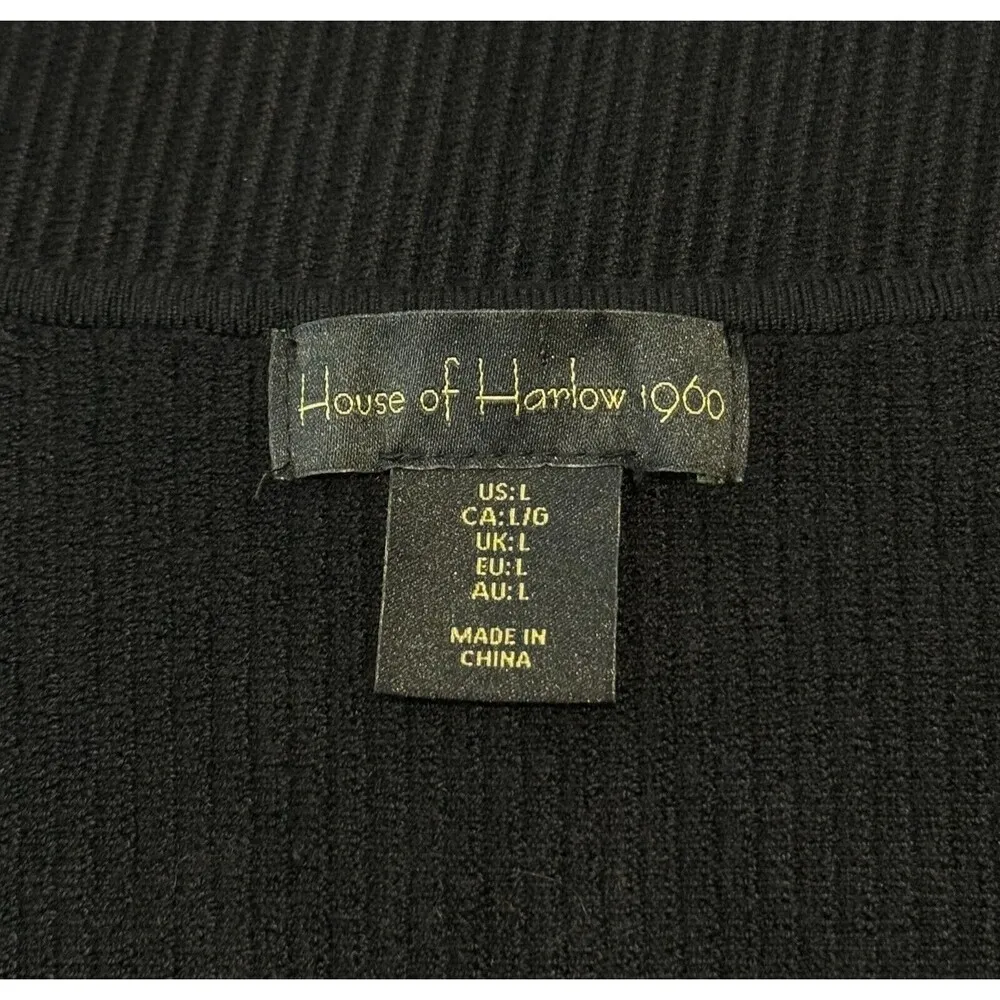 House of Harlow 1960
US: L
CA: L/G
UK: L
EU: L
AU: L
MADE IN
CHINA